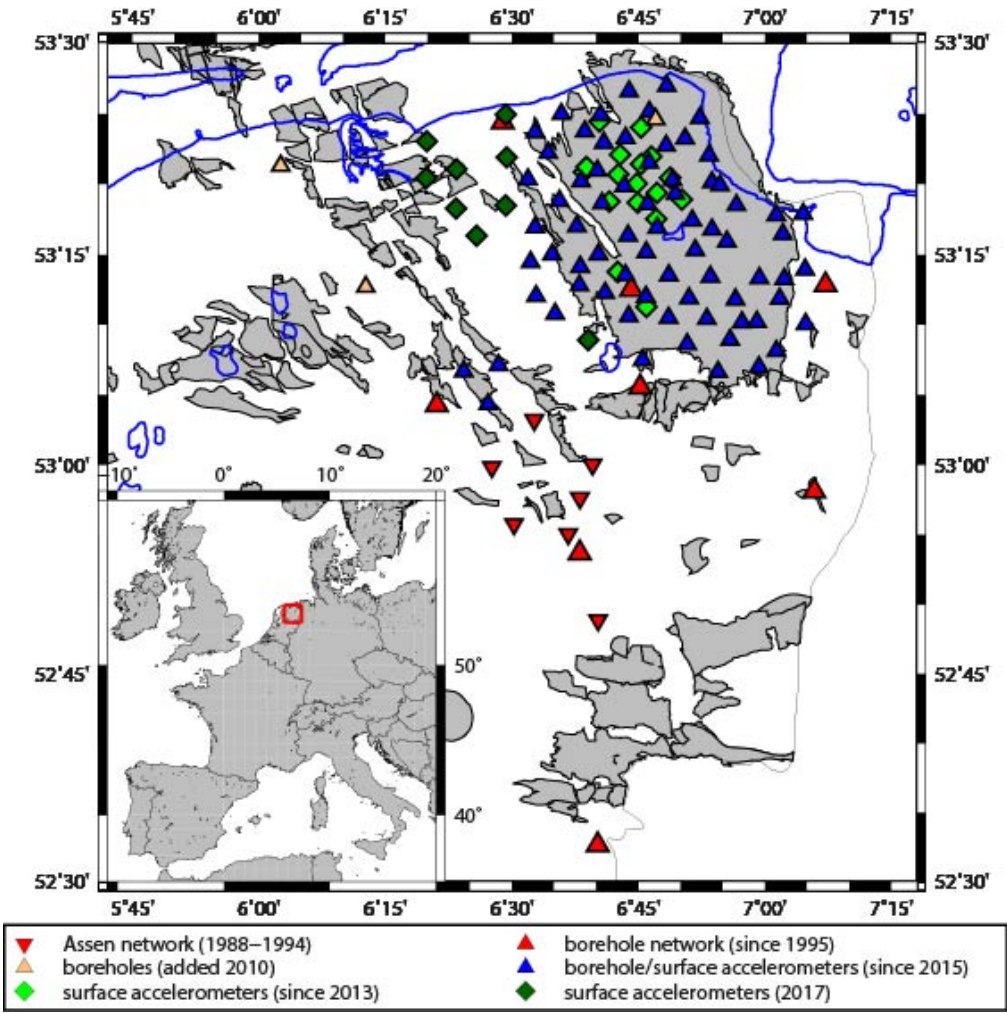 5°45' 6°00' 6°15' 6°30' 6°45' 7°00' 7°15'
53°30' 53°30'
53°15' 53°15'
53°00' 53°00'
10° 0° 10° 20°
50°
52°45' 52°45'
40°
52°30' 52°30'
5°45' 6°00' 6°15' 6°30' 6°45' 7°00' 7°15'
Assen network (1988–1994) borehole network (since 1995)
boreholes (added 2010) borehole/surface accelerometers (since 2015)
surface accelerometers (since 2013) surface accelerometers (2017)